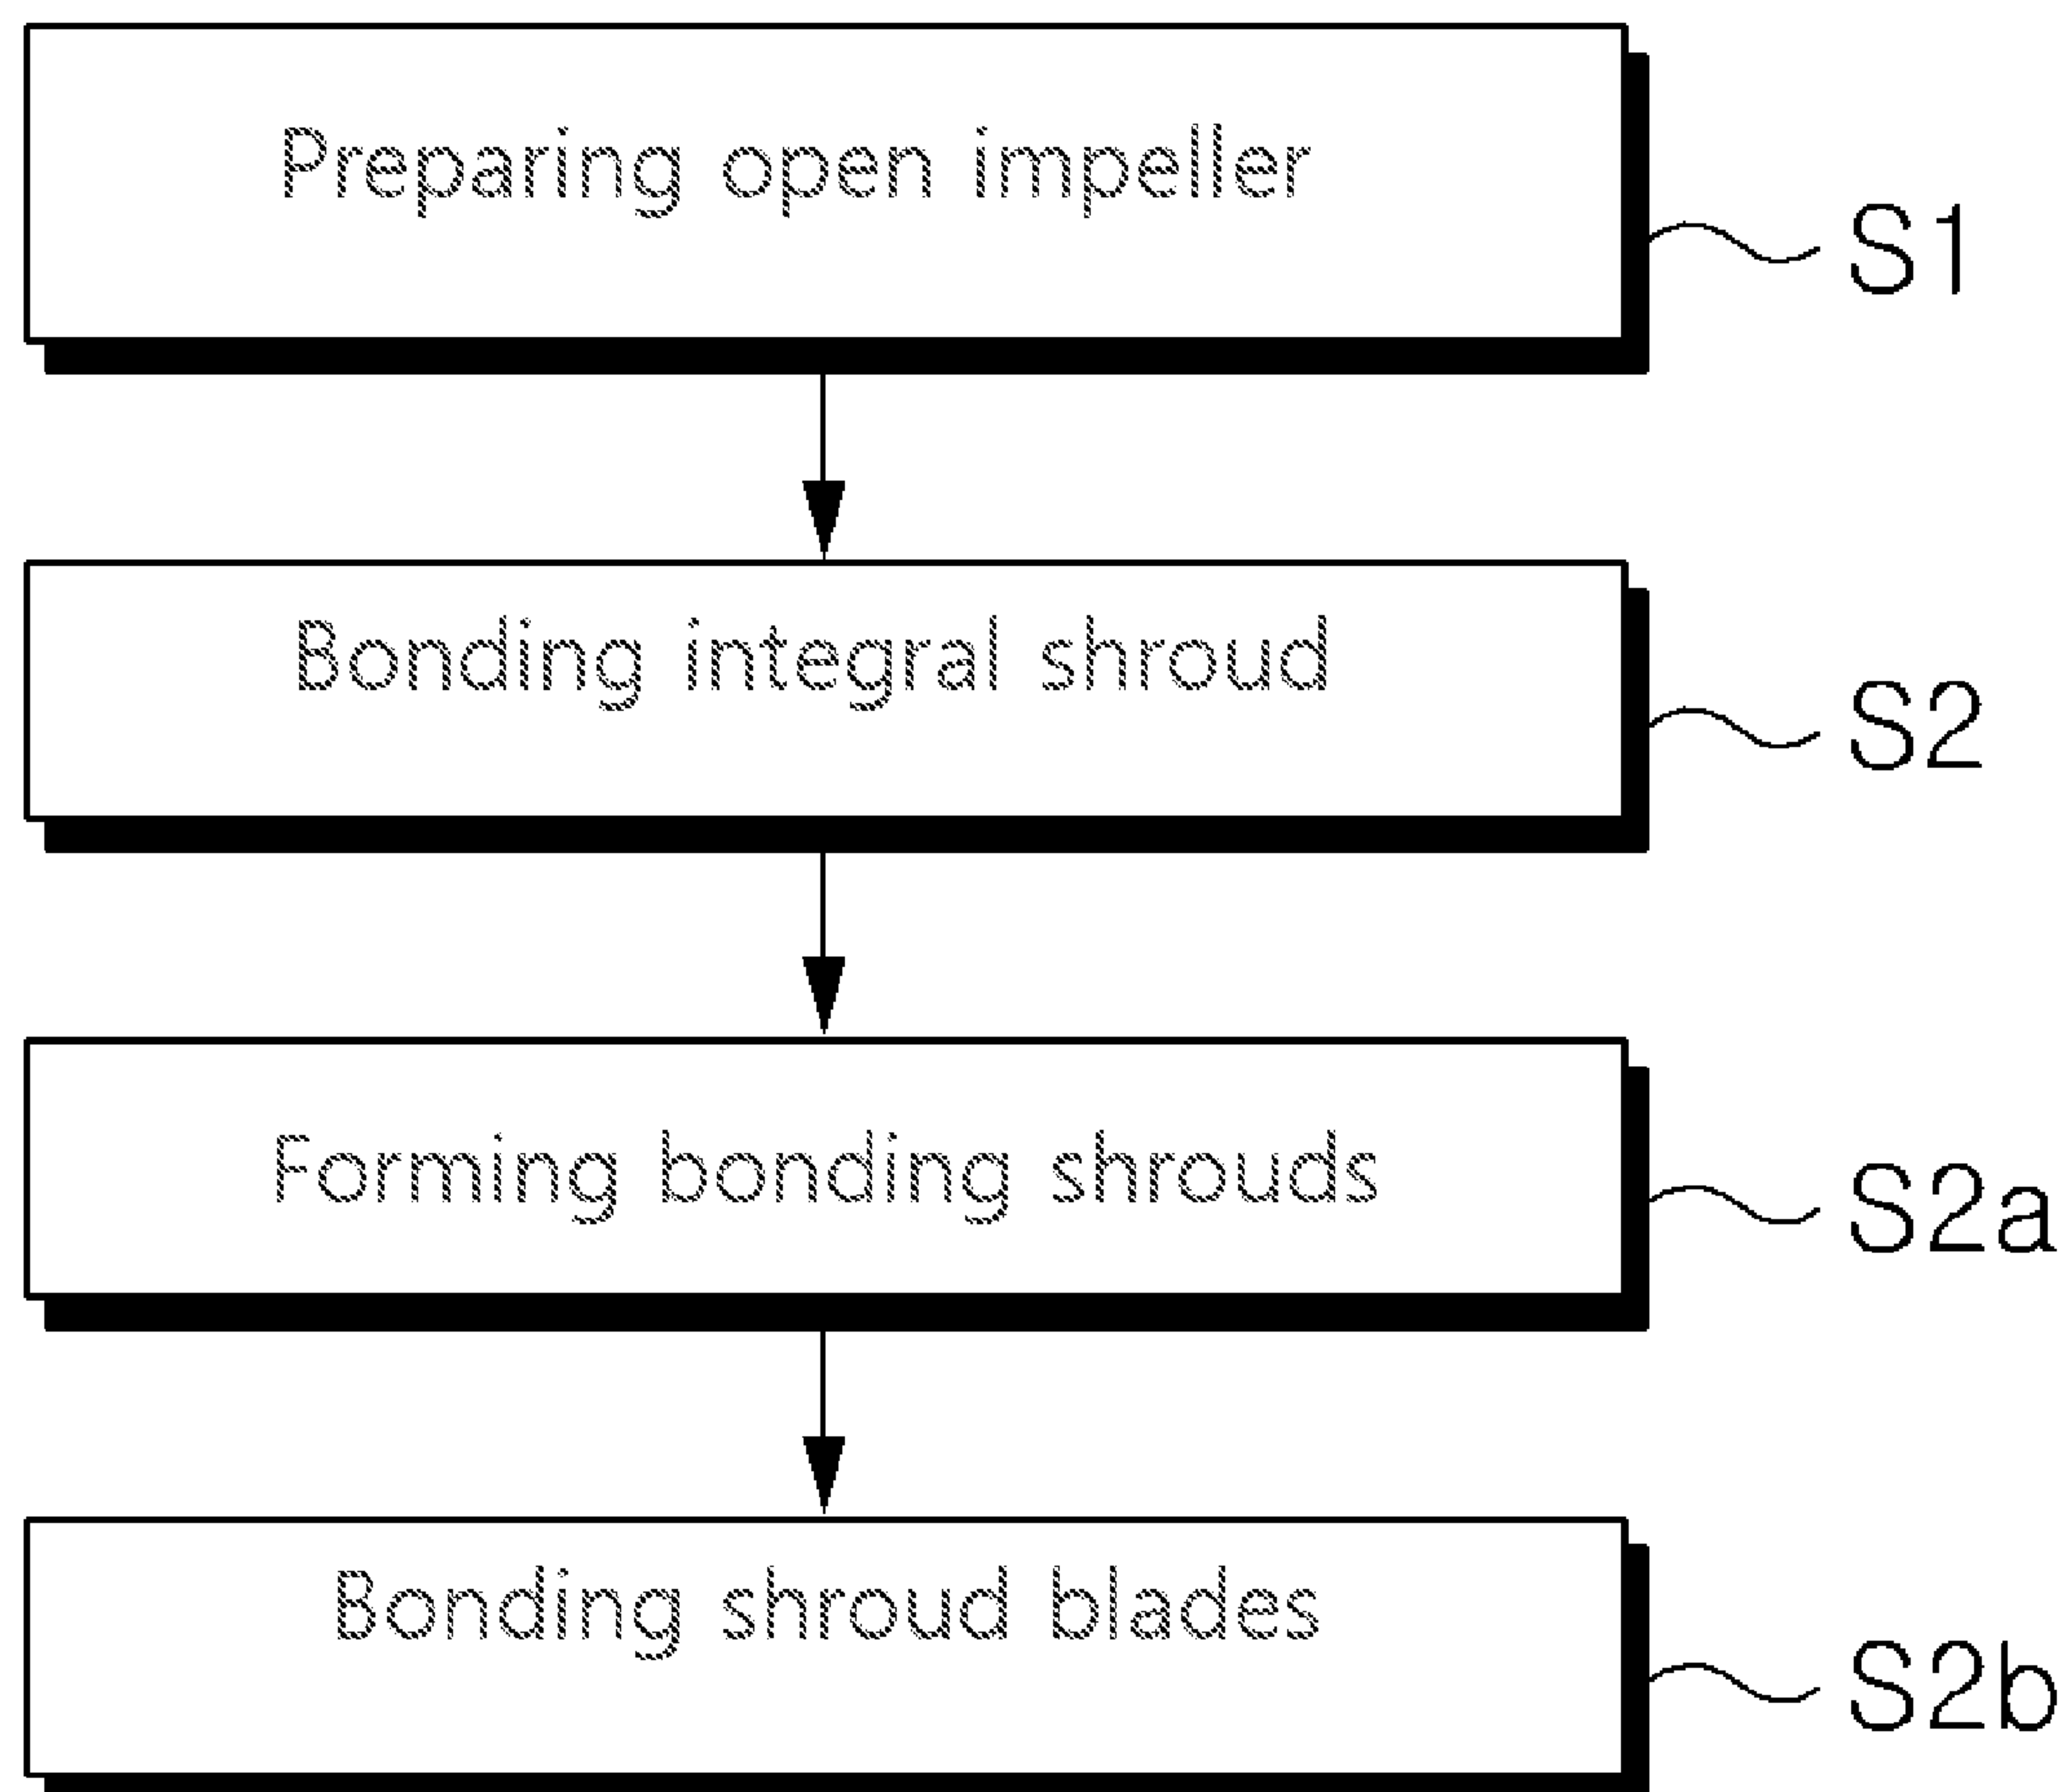 Preparing open impeller
S1
Bonding integral shroud
S2
Forming bonding shrouds
S2a
Bonding shroud blades
S2b